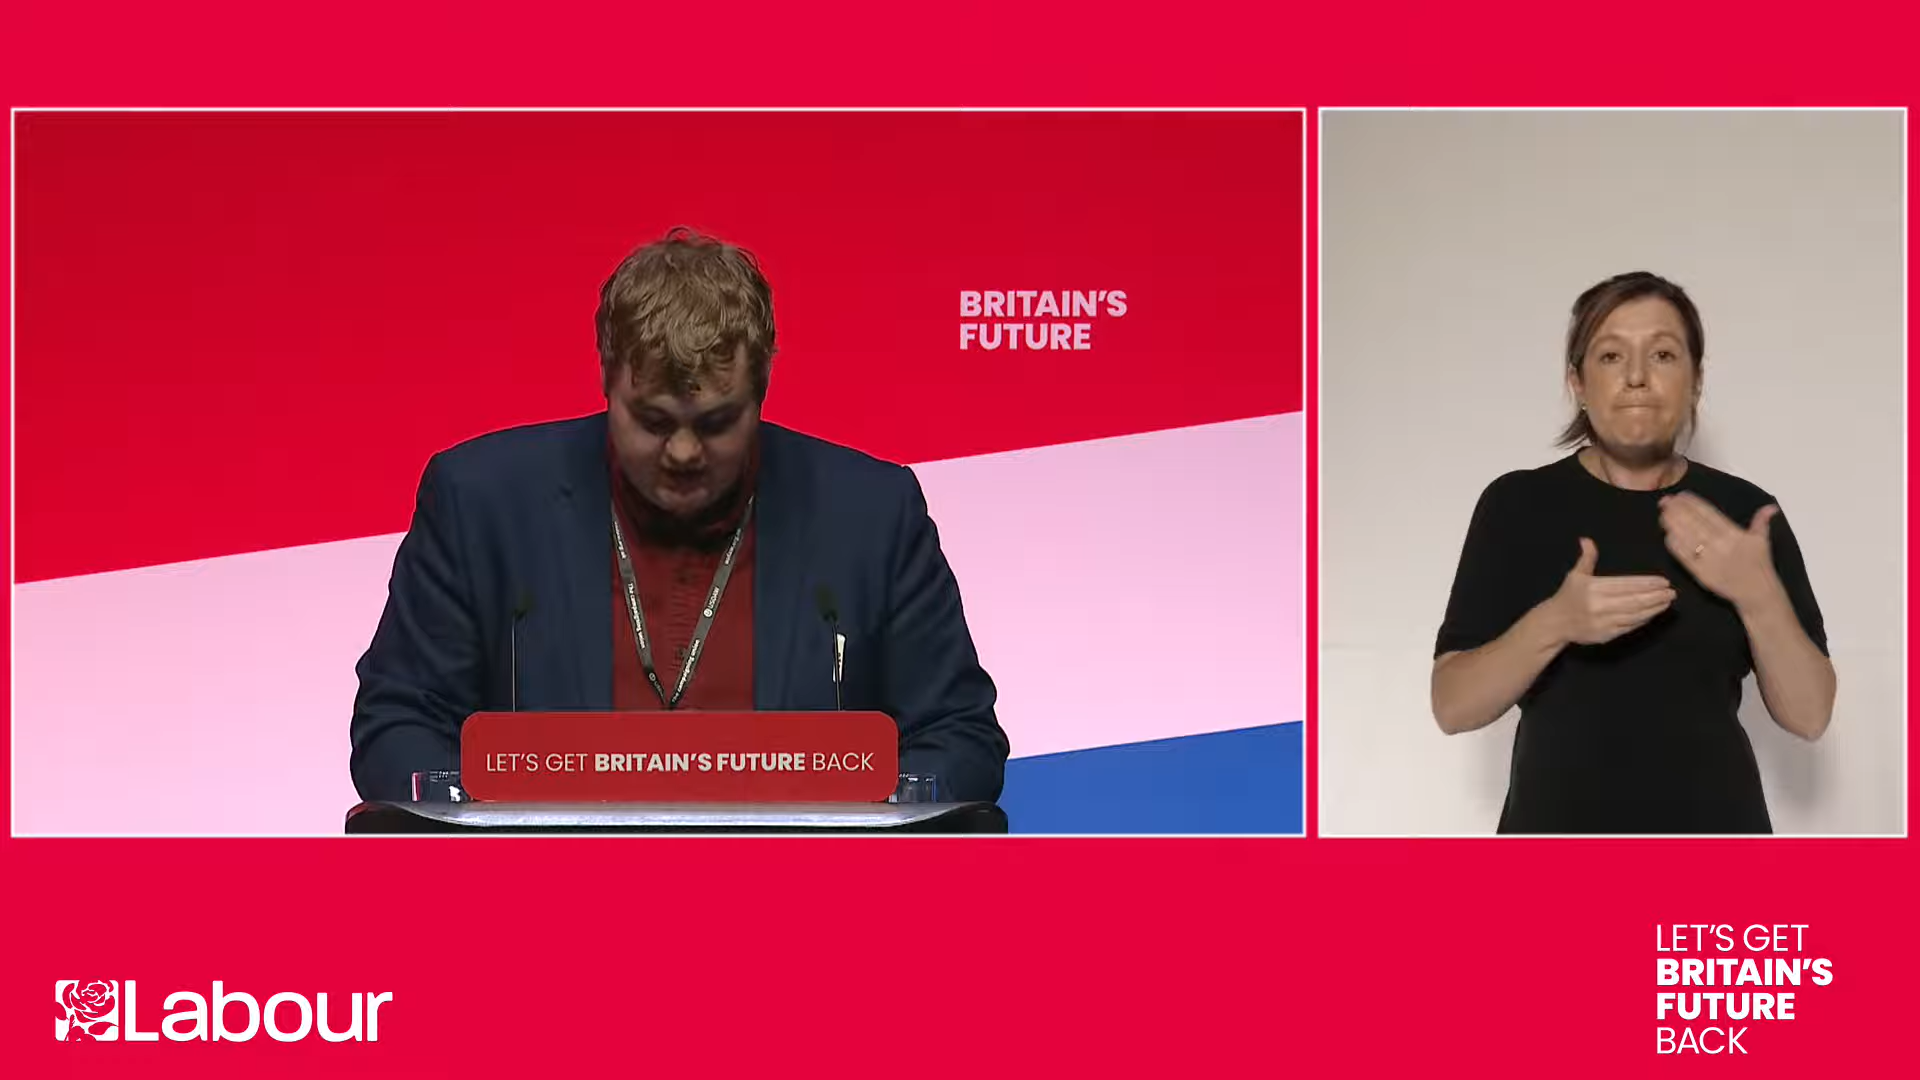 BRITAIN'S
FUTURE
LET'S GET BRITAIN'S FUTURE BACK
Labour
LET'S GET
BRITAIN'S
FUTURE
BACK